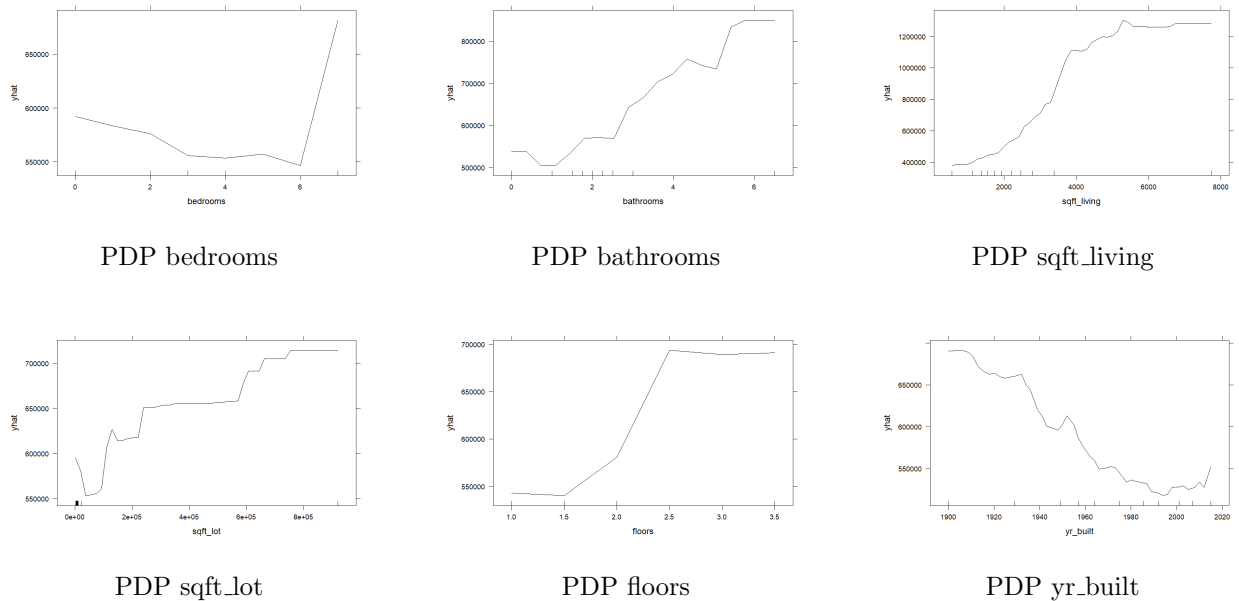 650000
600000
550000
yhat
0
2
4
6
bedrooms
PDP bedrooms
800000
700000
600000
500000
yhat
0
2
4
6
bathrooms
PDP bathrooms
1200000
1000000
800000
600000
400000
yhat
2000
4000
6000
8000
sqft_living
PDP sqft_living
700000
650000
600000
550000
yhat
0e+00
2e+05
4e+05
6e+05
8e+05
sqft_lot
PDP sqft_lot
700000
650000
600000
550000
yhat
1.0
1.5
2.0
2.5
3.0
3.5
floors
PDP floors
650000
600000
550000
yhat
1900
1920
1940
1960
1980
2000
2020
yr_built
PDP yr_built